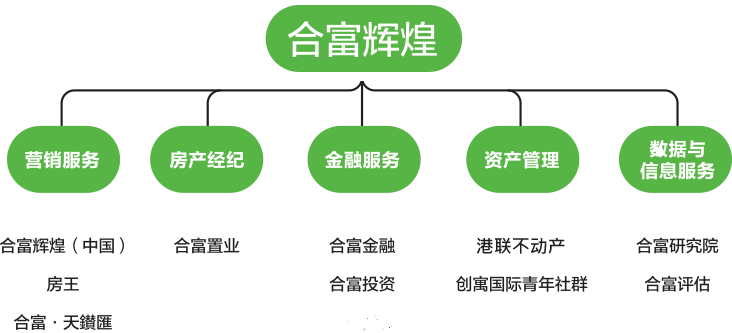 合富辉煌
营销服务
房产经纪
金融服务
资产管理
数据与
信息服务
合富辉煌（中国）
合富置业
合富金融
港联不动产
合富研究院
房王
合富投资
创寓国际青年社群
合富评估
合富·天鑂匯